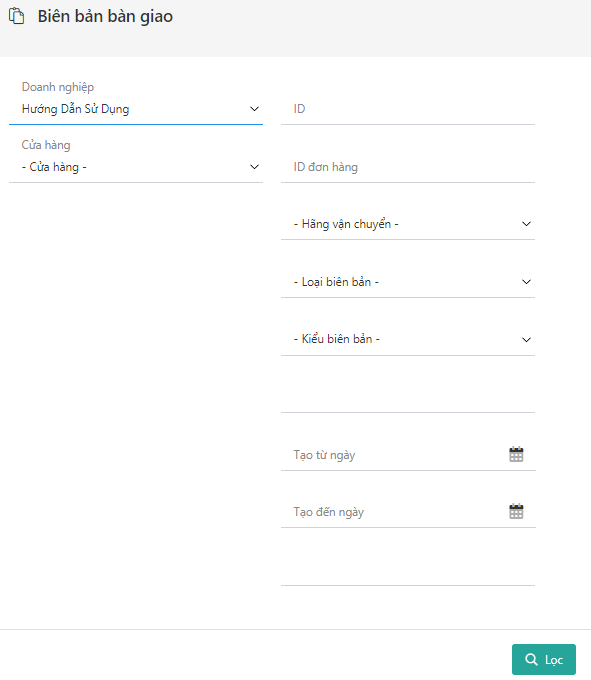 Biên bản bàn giao
Doanh nghiệp
Hướng Dẫn Sử Dụng
ID
Cửa hàng
- Cửa hàng -
ID đơn hàng
- Hãng vận chuyển -
- Loại biên bản -
- Kiểu biên bản -
Tạo từ ngày
Tạo đến ngày
Lọc